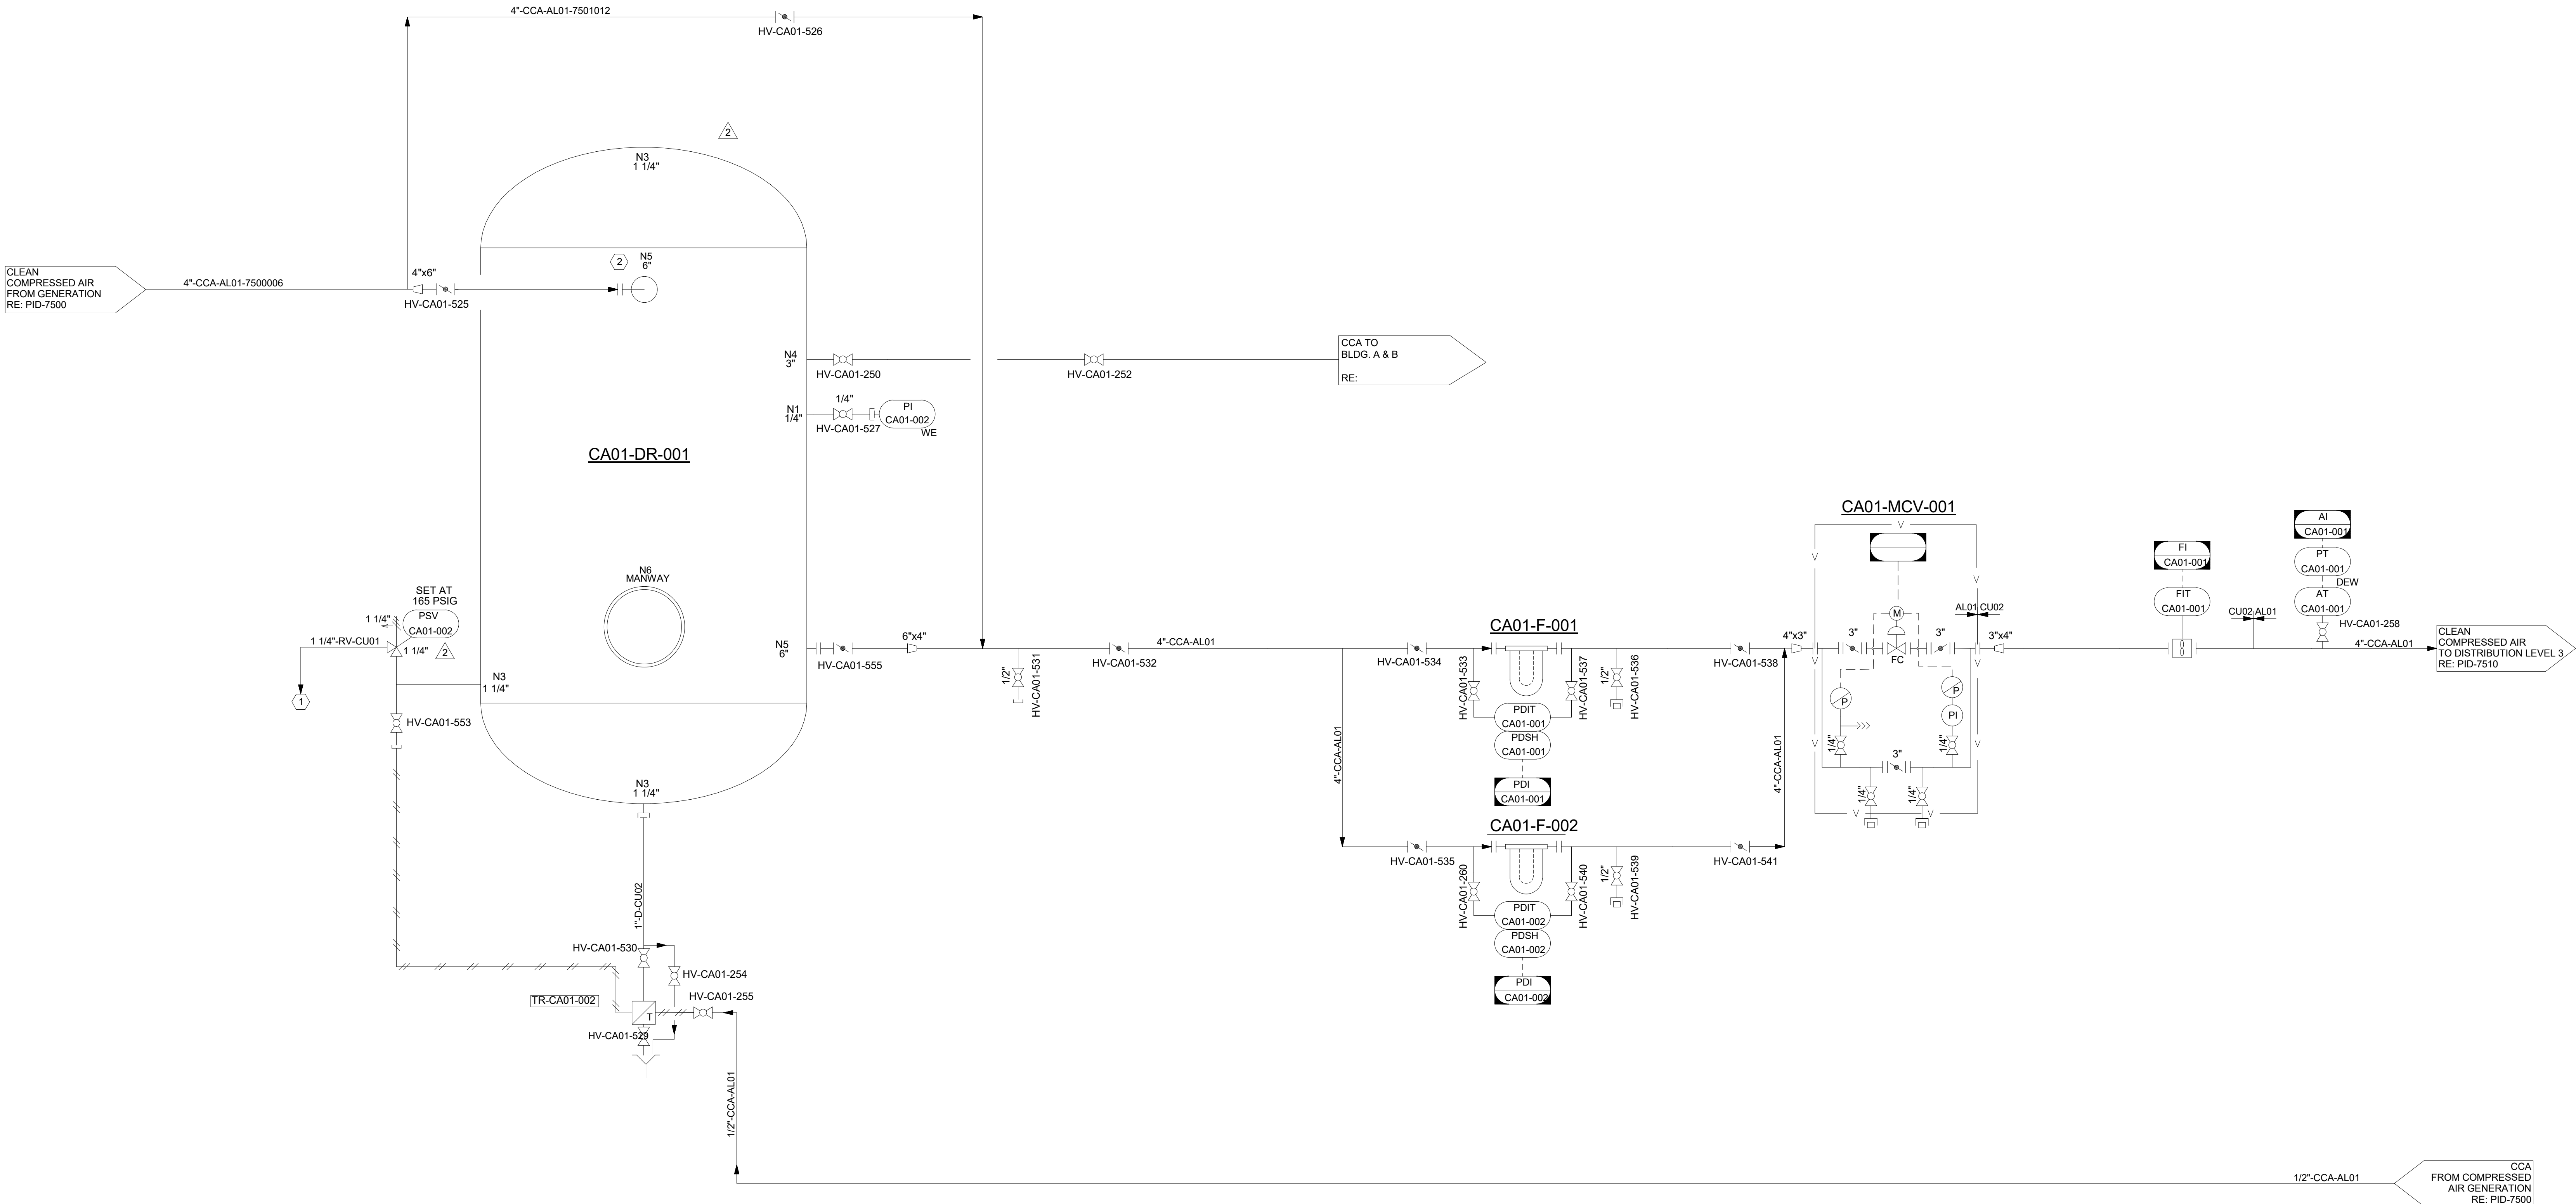 4"-CCA-AL01-7501012
HV-CA01-526
2
N3
1 1/4"
CLEAN
COMPRESSED AIR
FROM GENERATION
RE: PID-7500
4"-CCA-AL01-7500006
4"x6"
HV-CA01-525
2
N5
6"
N4
3"
HV-CA01-250
HV-CA01-252
CCA TO
BLDG. A & B
RE:
N1
1/4"
1/4"
HV-CA01-527
PI
CA01-002
WE
CA01-DR-001
N6
MANWAY
SET AT
165 PSIG
PSV
CA01-002
1 1/4"
1 1/4"
2
1 1/4"-RV-CU01
1
N3
1 1/4"
HV-CA01-553
N5
6"
HV-CA01-555
6"x4"
1/2"
HV-CA01-531
HV-CA01-532
4"-CCA-AL01
4"-CCA-AL01
HV-CA01-534
CA01-F-001
HV-CA01-533
HV-CA01-537
PDIT
CA01-001
PDSH
CA01-001
PDI
CA01-001
1/2"
HV-CA01-536
HV-CA01-538
4"-CCA-AL01
CA01-F-002
HV-CA01-535
HV-CA01-260
HV-CA01-540
PDIT
CA01-002
PDSH
CA01-002
PDI
CA01-002
1/2"
HV-CA01-539
HV-CA01-541
CA01-MCV-001
V
V
V
V
V
V
V
V
M
FC
4"x3"
3"
3"
3"x4"
AL01
CU02
P
P
PI
1/4"
1/4"
3"
1/4"
1/4"
FI
CA01-001
FIT
CA01-001
CU02
AL01
AI
CA01-001
PT
CA01-001
DEW
AT
CA01-001
HV-CA01-258
4"-CCA-AL01
CLEAN
COMPRESSED AIR
TO DISTRIBUTION LEVEL 3
RE: PID-7510
N3
1 1/4"
1"-D-CU02
HV-CA01-530
HV-CA01-254
HV-CA01-255
TR-CA01-002
T
HV-CA01-529
1/2"-CCA-AL01
1/2"-CCA-AL01
CCA
FROM COMPRESSED
AIR GENERATION
RE: PID-7500